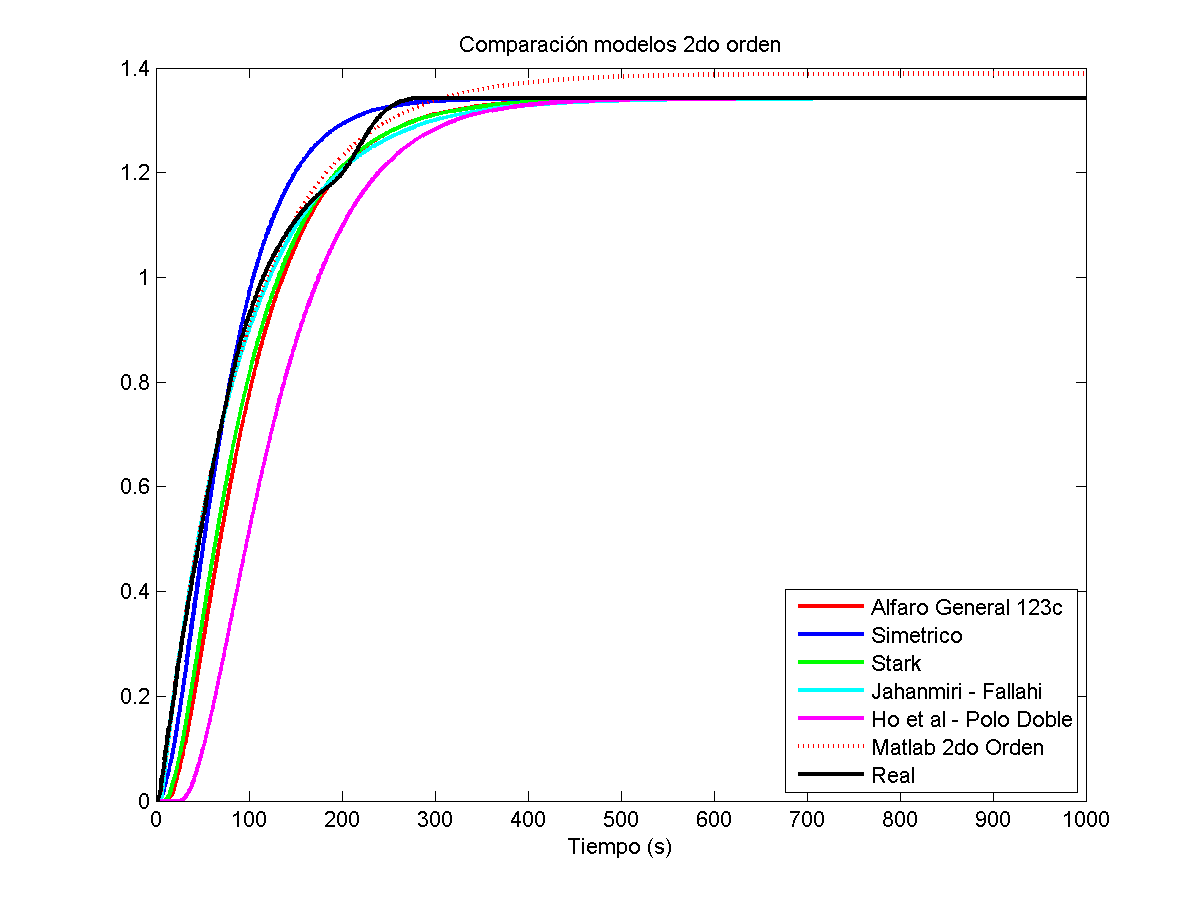 Comparación modelos 2do orden
1.4
1.2
1
0.8
0.6
0.4
0.2
0
0 100 200 300 400 500 600 700 800 900 1000
Tiempo (s)
Alfaro General 123c
Simetrico
Stark
Jahanmiri - Fallahi
Ho et al - Polo Doble
Matlab 2do Orden
Real